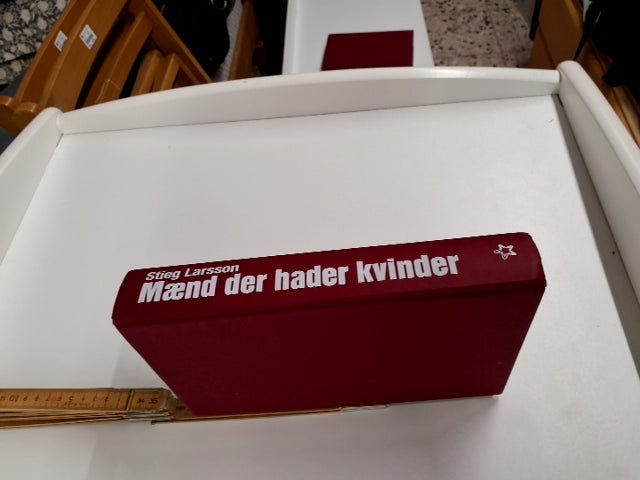 Stieg Larsson
Mænd der hader kvinder